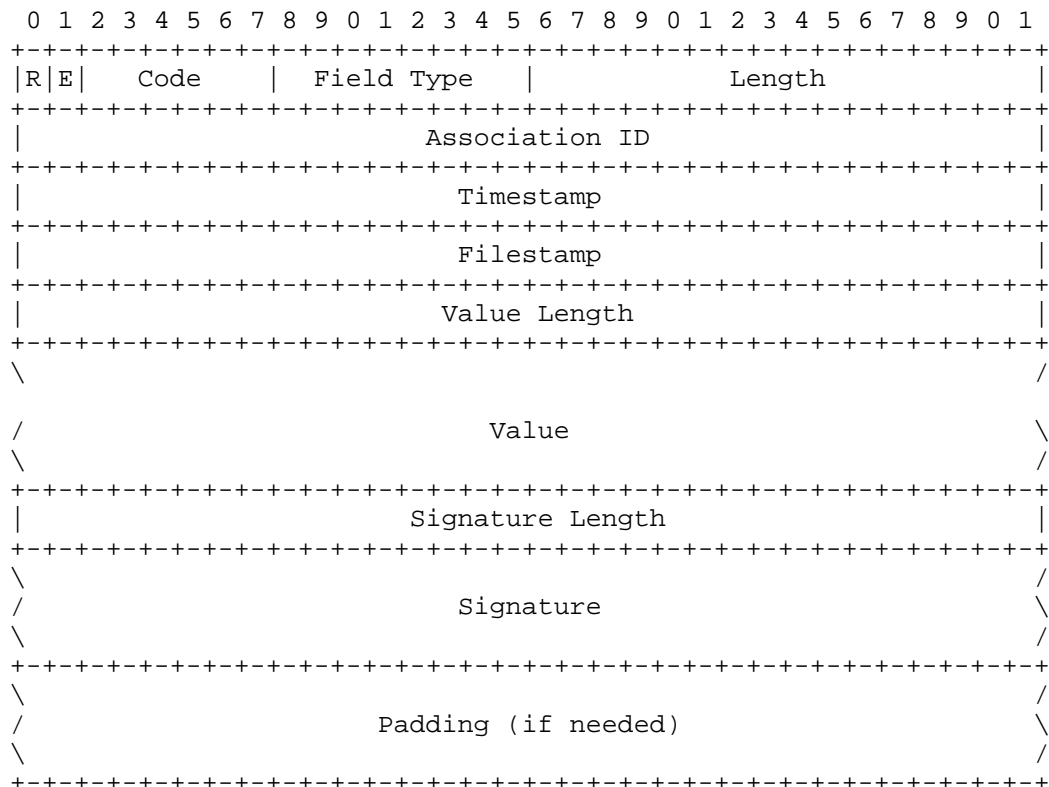 0 1 2 3 4 5 6 7 8 9 0 1 2 3 4 5 6 7 8 9 0 1 2 3 4 5 6 7 8 9 0 1
+-+-+-+-+-+-+-+-+-+-+-+-+-+-+-+-+-+-+-+-+-+-+-+-+-+-+-+-+-+-+-+-+
|R|E|   Code    |  Field Type   |            Length             |
+-+-+-+-+-+-+-+-+-+-+-+-+-+-+-+-+-+-+-+-+-+-+-+-+-+-+-+-+-+-+-+-+
|                         Association ID                        |
+-+-+-+-+-+-+-+-+-+-+-+-+-+-+-+-+-+-+-+-+-+-+-+-+-+-+-+-+-+-+-+-+
|                           Timestamp                           |
+-+-+-+-+-+-+-+-+-+-+-+-+-+-+-+-+-+-+-+-+-+-+-+-+-+-+-+-+-+-+-+-+
|                           Filestamp                           |
+-+-+-+-+-+-+-+-+-+-+-+-+-+-+-+-+-+-+-+-+-+-+-+-+-+-+-+-+-+-+-+-+
|                          Value Length                         |
+-+-+-+-+-+-+-+-+-+-+-+-+-+-+-+-+-+-+-+-+-+-+-+-+-+-+-+-+-+-+-+-+
\                                                               /
/                             Value                             \
\                                                               /
+-+-+-+-+-+-+-+-+-+-+-+-+-+-+-+-+-+-+-+-+-+-+-+-+-+-+-+-+-+-+-+-+
|                        Signature Length                       |
+-+-+-+-+-+-+-+-+-+-+-+-+-+-+-+-+-+-+-+-+-+-+-+-+-+-+-+-+-+-+-+-+
\                                                               /
/                           Signature                           \
\                                                               /
+-+-+-+-+-+-+-+-+-+-+-+-+-+-+-+-+-+-+-+-+-+-+-+-+-+-+-+-+-+-+-+-+
\                                                               /
/                      Padding (if needed)                      \
\                                                               /
+-+-+-+-+-+-+-+-+-+-+-+-+-+-+-+-+-+-+-+-+-+-+-+-+-+-+-+-+-+-+-+-+